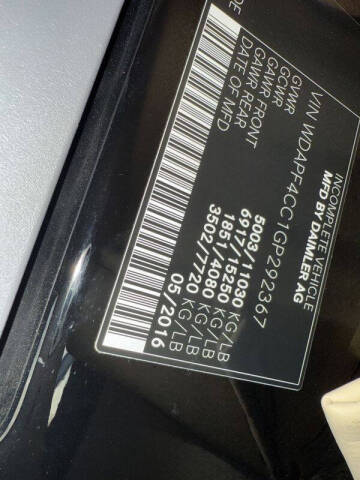 INCOMPLETE VEHICLE
MFD BY DAIMLER AG
VIN WDAPF4CC1GP292367
GVWR 5003/11030 KG/LB
GCWR 6917/15250 KG/LB
GAWR FRONT 1851/4080 KG/LB
GAWR REAR 3502/7720 KG/LB
DATE OF MFD 05/2016
DE